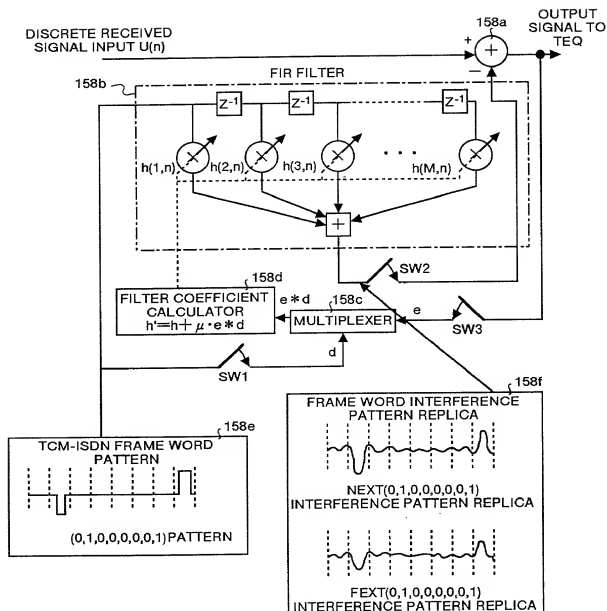 DISCRETE RECEIVED
SIGNAL INPUT U(n)
158a
OUTPUT
SIGNAL TO
TEQ
+
+
−
158b
FIR FILTER
Z-1
Z-1
Z-1
×
×
×
×
h(1,n)
h(2,n)
h(3,n)
. . .
h(M,n)
+
SW2
158d
FILTER COEFFICIENT
CALCULATOR
h'=h+ μ·e*d
e*d
158c
MULTIPLEXER
e
SW3
d
SW1
158e
TCM-ISDN FRAME WORD
PATTERN
(0,1,0,0,0,0,0,1)PATTERN
158f
FRAME WORD INTERFERENCE
PATTERN REPLICA
NEXT(0,1,0,0,0,0,0,1)
INTERFERENCE PATTERN REPLICA
FEXT(0,1,0,0,0,0,0,1)
INTERFERENCE PATTERN REPLICA